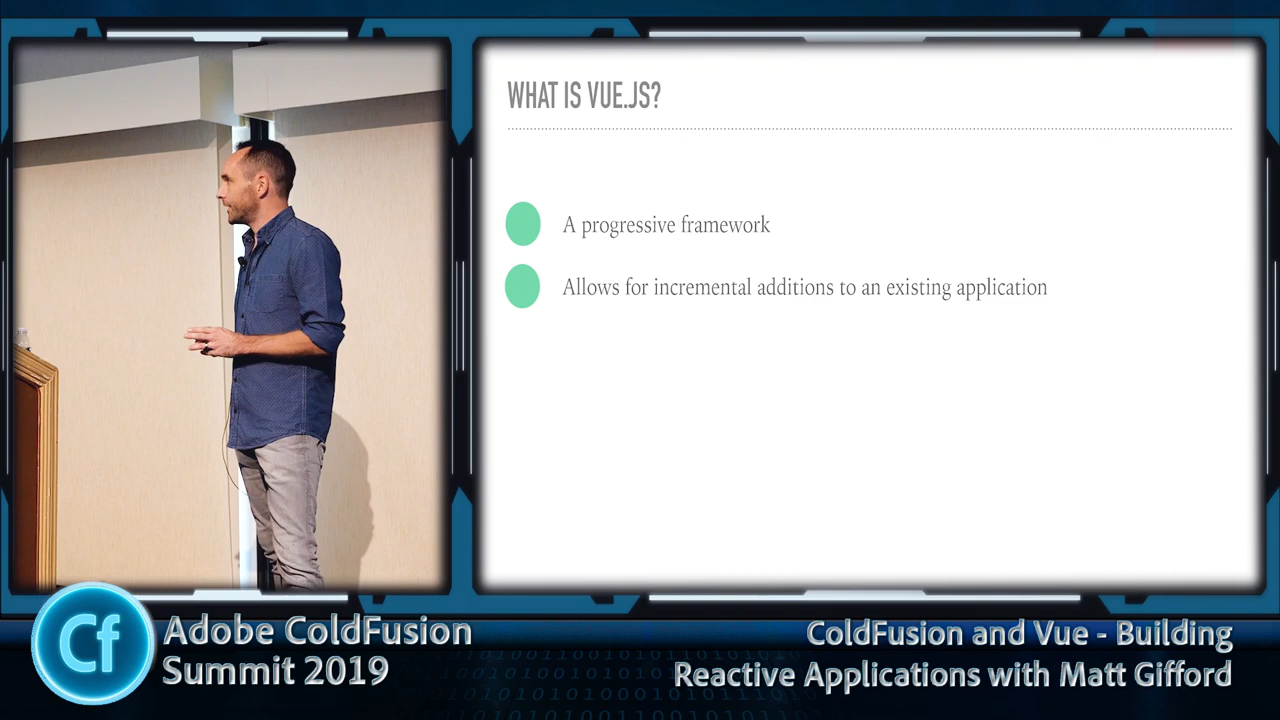 WHAT IS VUE.JS?
A progressive framework
Allows for incremental additions to an existing application
Cf
Adobe ColdFusion
Summit 2019
ColdFusion and Vue - Building
Reactive Applications with Matt Gifford